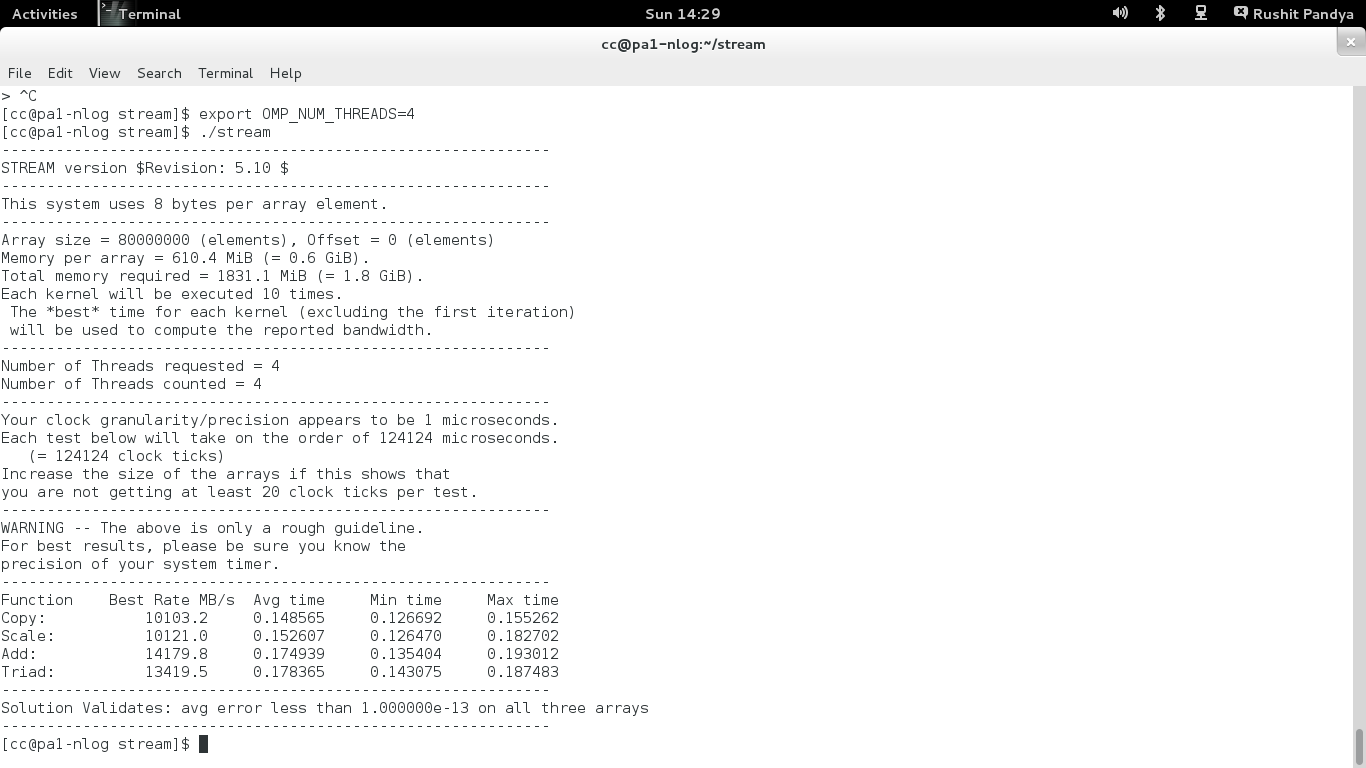 Activities Terminal Sun 14:29 Rushit Pandya
cc@pa1-nlog:~/stream
File Edit View Search Terminal Help
> ^C
[cc@pa1-nlog stream]$ export OMP_NUM_THREADS=4
[cc@pa1-nlog stream]$ ./stream
-------------------------------------------------------------
STREAM version $Revision: 5.10 $
-------------------------------------------------------------
This system uses 8 bytes per array element.
-------------------------------------------------------------
Array size = 80000000 (elements), Offset = 0 (elements)
Memory per array = 610.4 MiB (= 0.6 GiB).
Total memory required = 1831.1 MiB (= 1.8 GiB).
Each kernel will be executed 10 times.
 The *best* time for each kernel (excluding the first iteration)
 will be used to compute the reported bandwidth.
-------------------------------------------------------------
Number of Threads requested = 4
Number of Threads counted = 4
-------------------------------------------------------------
Your clock granularity/precision appears to be 1 microseconds.
Each test below will take on the order of 124124 microseconds.
   (= 124124 clock ticks)
Increase the size of the arrays if this shows that
you are not getting at least 20 clock ticks per test.
-------------------------------------------------------------
WARNING -- The above is only a rough guideline.
For best results, please be sure you know the
precision of your system timer.
-------------------------------------------------------------
Function    Best Rate MB/s  Avg time     Min time     Max time
Copy:           10103.2     0.148565     0.126692     0.155262
Scale:          10121.0     0.152607     0.126470     0.182702
Add:            14179.8     0.174939     0.135404     0.193012
Triad:          13419.5     0.178365     0.143075     0.187483
-------------------------------------------------------------
Solution Validates: avg error less than 1.000000e-13 on all three arrays
-------------------------------------------------------------
[cc@pa1-nlog stream]$